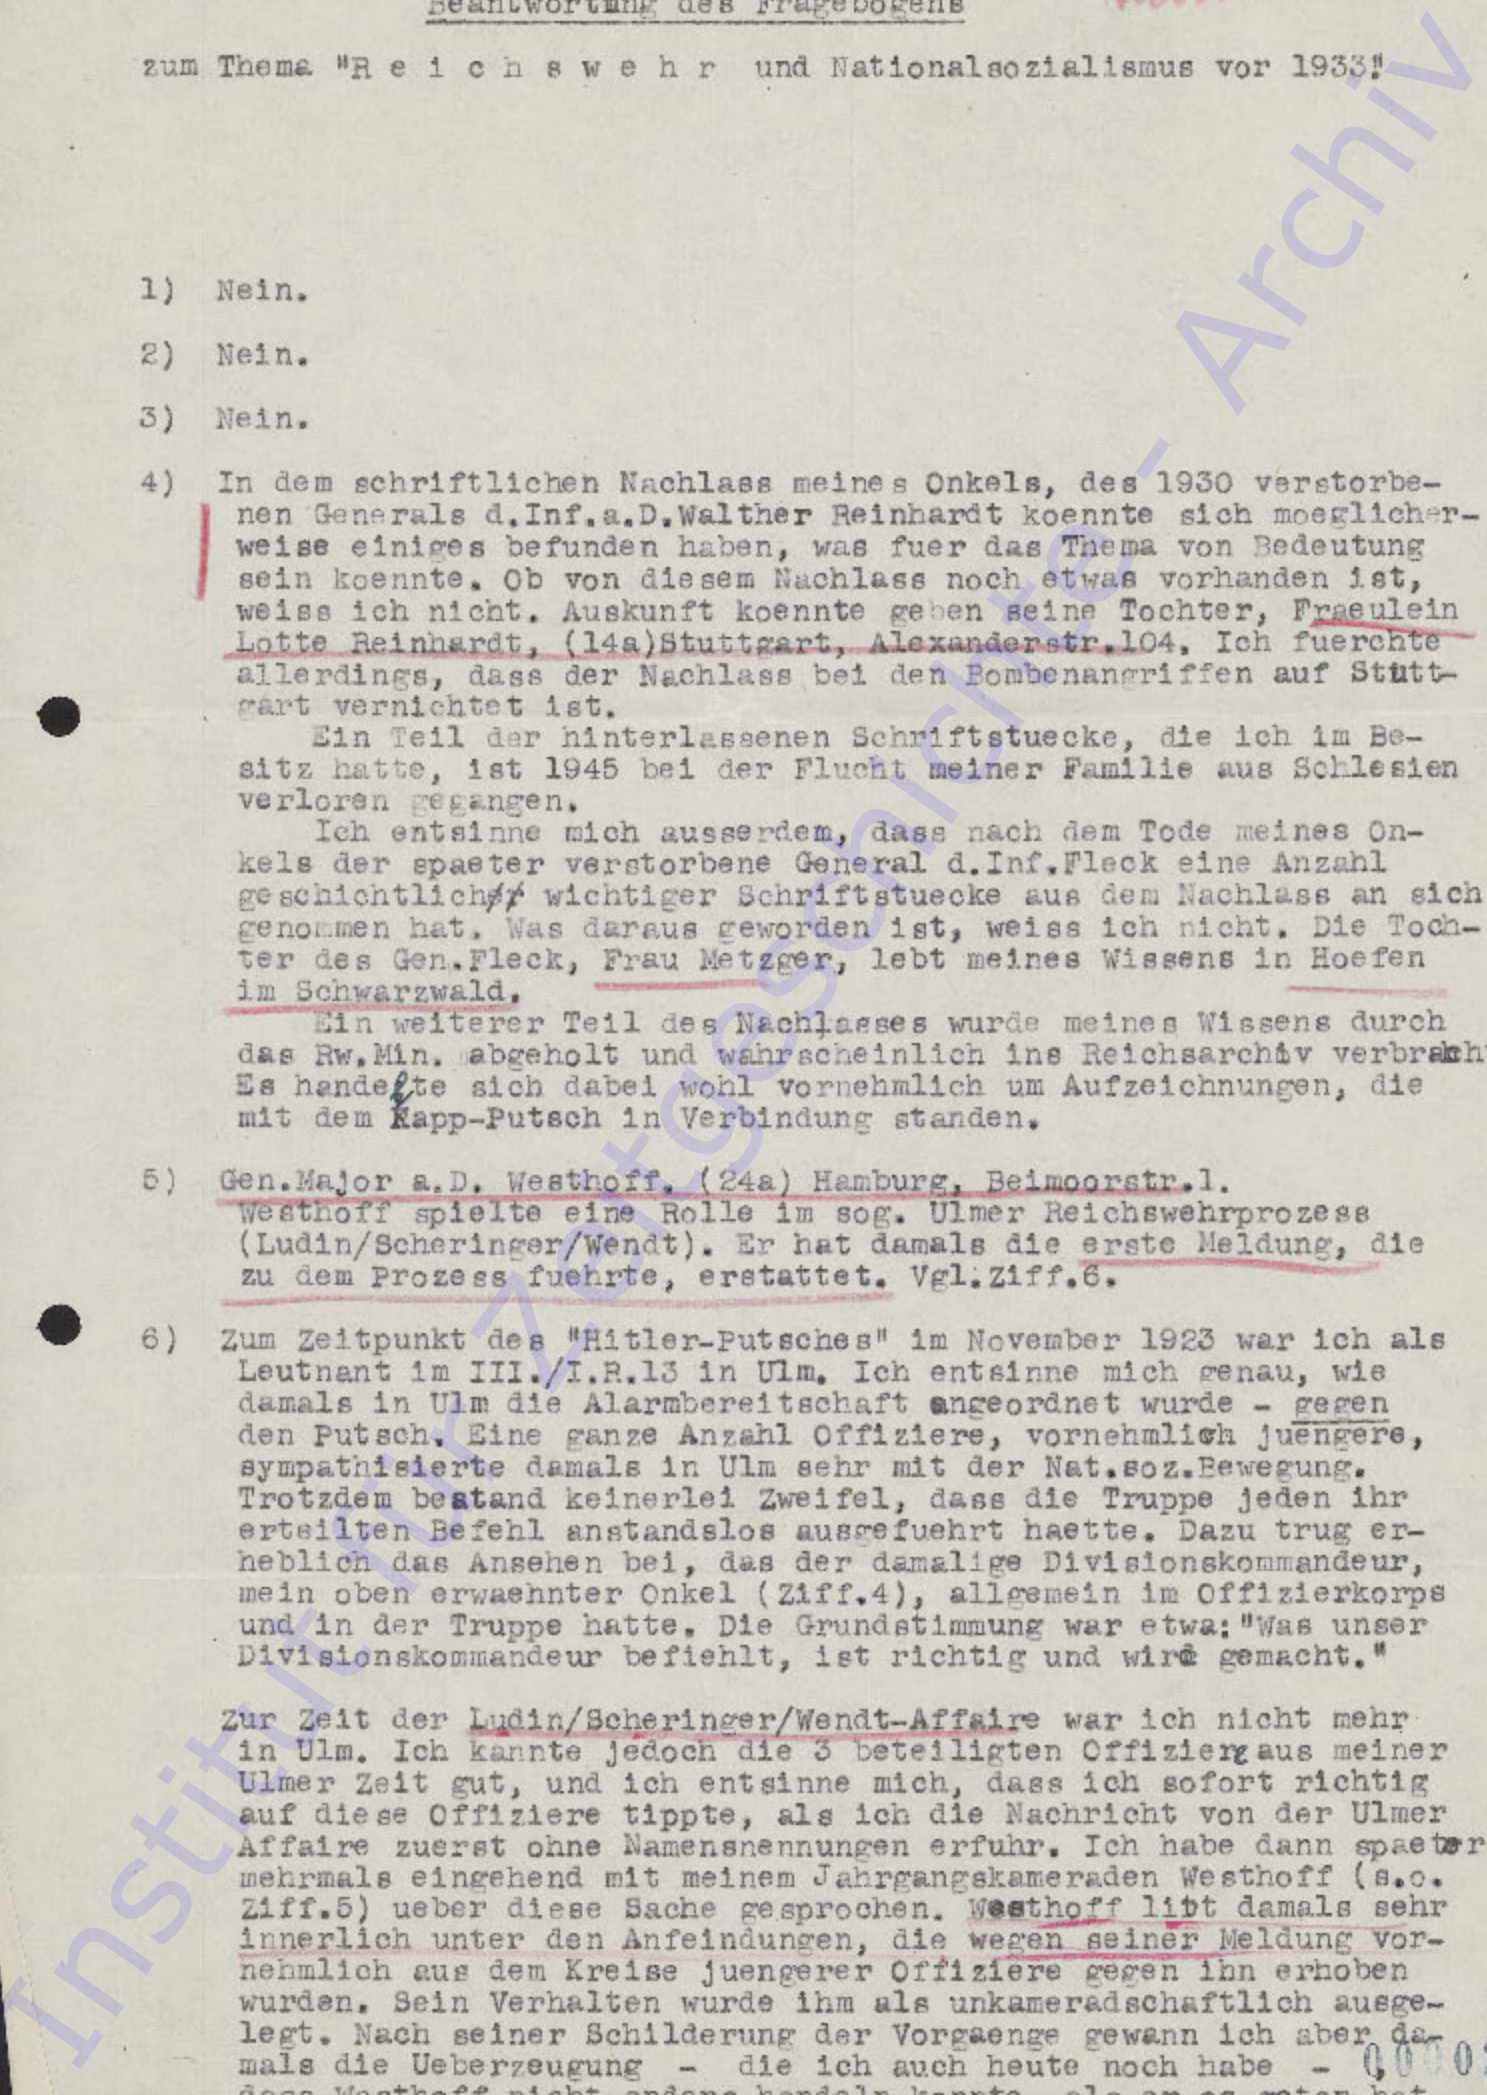 Beantwortung des Fragebogens
zum Thema "R e i c h s w e h r und Nationalsozialismus vor 1933"
1) Nein.
2) Nein.
3) Nein.
4) In dem schriftlichen Nachlass meines Onkels, des 1930 verstorbe-
nen Generals d.Inf.a.D.Walther Reinhardt koennte sich moeglicher-
weise einiges befunden haben, was fuer das Thema von Bedeutung
sein koennte. Ob von diesem Nachlass noch etwas vorhanden ist,
weiss ich nicht. Auskunft koennte geben seine Tochter, Fraeulein
Lotte Reinhardt, (14a)Stuttgart, Alexanderstr.104. Ich fuerchte
allerdings, dass der Nachlass bei den Bombenangriffen auf Stutt-
gart vernichtet ist.
Ein Teil der hinterlassenen Schriftstuecke, die ich im Be-
sitz hatte, ist 1945 bei der Flucht meiner Familie aus Schlesien
verloren gegangen.
Ich entsinne mich ausserdem, dass nach dem Tode meines On-
kels der spaeter verstorbene General d.Inf.Fleck eine Anzahl
geschichtlich wichtiger Schriftstuecke aus dem Nachlass an sich
genommen hat. Was daraus geworden ist, weiss ich nicht. Die Toch-
ter des Gen.Fleck, Frau Metzger, lebt meines Wissens in Hoefen
im Schwarzwald.
Ein weiterer Teil des Nachlasses wurde meines Wissens durch
das Rw.Min. abgeholt und wahrscheinlich ins Reichsarchiv verbrach
Es handelte sich dabei wohl vornehmlich um Aufzeichnungen, die
mit dem Kapp-Putsch in Verbindung standen.
5) Gen.Major a.D. Westhoff. (24a) Hamburg, Beimoorstr.1.
Westhoff spielte eine Rolle im sog. Ulmer Reichswehrprozess
(Ludin/Scheringer/Wendt). Er hat damals die erste Meldung, die
zu dem Prozess fuehrte, erstattet. Vgl.Ziff.6.
6) Zum Zeitpunkt des "Hitler-Putsches" im November 1923 war ich als
Leutnant im III./I.R.13 in Ulm. Ich entsinne mich genau, wie
damals in Ulm die Alarmbereitschaft angeordnet wurde - gegen
den Putsch. Eine ganze Anzahl Offiziere, vornehmlich juengere,
sympathisierte damals in Ulm sehr mit der Nat.soz.Bewegung.
Trotzdem bestand keinerlei Zweifel, dass die Truppe jeden ihr
erteilten Befehl anstandslos ausgefuehrt haette. Dazu trug er-
heblich das Ansehen bei, das der damalige Divisionskommandeur,
mein oben erwaehnter Onkel (Ziff.4), allgemein im Offizierkorps
und in der Truppe hatte. Die Grundstimmung war etwa:"Was unser
Divisionskommandeur befiehlt, ist richtig und wird gemacht."
Zur Zeit der Ludin/Scheringer/Wendt-Affaire war ich nicht mehr
in Ulm. Ich kannte jedoch die 3 beteiligten Offiziere aus meiner
Ulmer Zeit gut, und ich entsinne mich, dass ich sofort richtig
auf diese Offiziere tippte, als ich die Nachricht von der Ulmer
Affaire zuerst ohne Namensnennungen erfuhr. Ich habe dann spaeter
mehrmals eingehend mit meinem Jahrgangskameraden Westhoff (s.o.
Ziff.5) ueber diese Sache gesprochen. Westhoff litt damals sehr
innerlich unter den Anfeindungen, die wegen seiner Meldung vor-
nehmlich aus dem Kreise juengerer Offiziere gegen ihn erhoben
wurden. Sein Verhalten wurde ihm als unkameradschaftlich ausge-
legt. Nach seiner Schilderung der Vorgaenge gewann ich aber da-
mals die Ueberzeugung - die ich auch heute noch habe -
Institut für Zeitgeschichte - Archiv